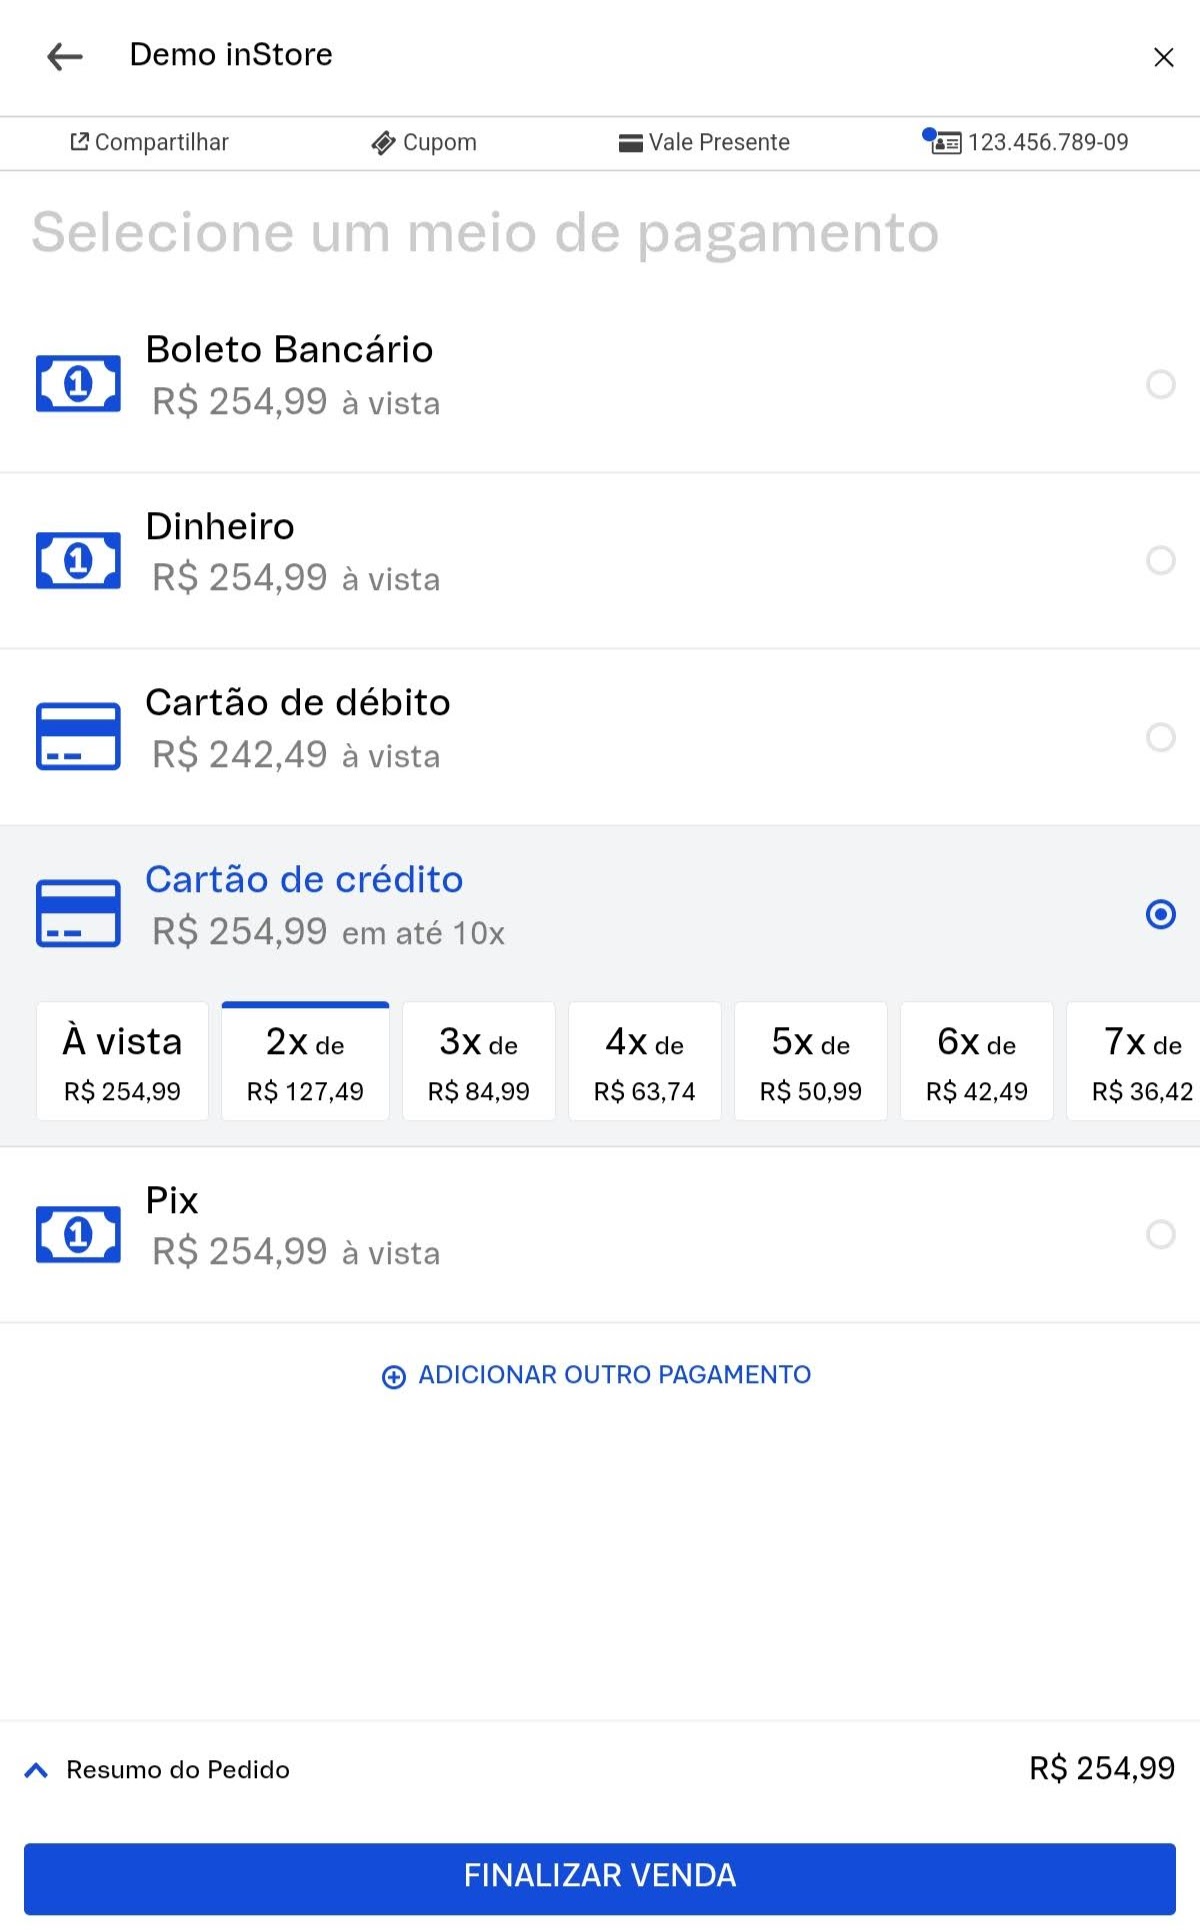 Demo inStore
Compartilhar Cupom Vale Presente 123.456.789-09
Selecione um meio de pagamento
Boleto Bancário
R$ 254,99 à vista
Dinheiro
R$ 254,99 à vista
Cartão de débito
R$ 242,49 à vista
Cartão de crédito
R$ 254,99 em até 10x
À vista 2x de 3x de 4x de 5x de 6x de 7x de
R$ 254,99 R$ 127,49 R$ 84,99 R$ 63,74 R$ 50,99 R$ 42,49 R$ 36,42
Pix
R$ 254,99 à vista
ADICIONAR OUTRO PAGAMENTO
Resumo do Pedido R$ 254,99
FINALIZAR VENDA